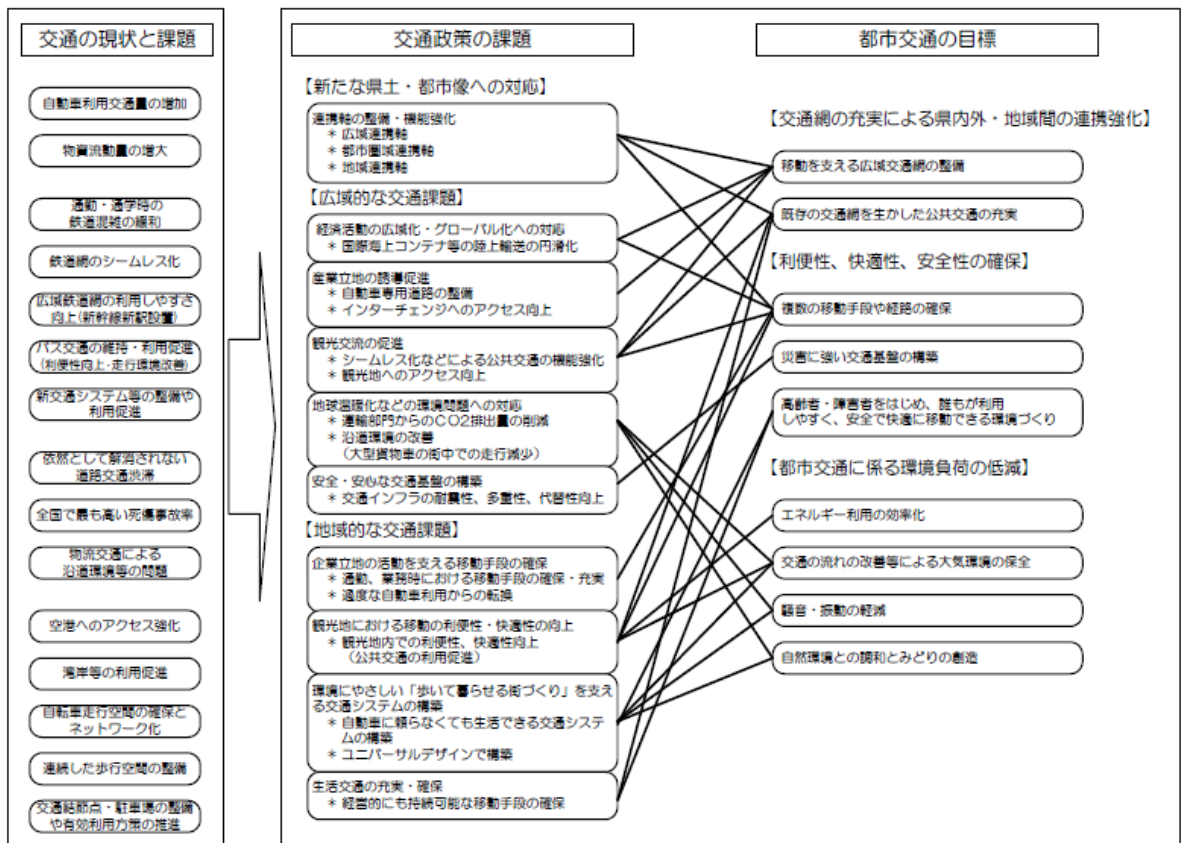 交通の現状と課題
自動車利用交通量の増加
物資流動量の増大
通勤・通学時の
鉄道混雑の緩和
鉄道網のシームレス化
広域鉄道網の利用しやすさ
向上(新幹線新駅設置)
バス交通の維持・利用促進
(利便性向上・走行環境改善)
新交通システム等の整備や
利用促進
依然として解消されない
道路交通渋滞
全国で最も高い死傷事故率
物流交通による
沿道環境等の問題
空港へのアクセス強化
湾岸等の利用促進
自転車走行空間の確保と
ネットワーク化
連続した歩行空間の整備
交通結節点・駐車場の整備
や有効利用方策の推進
交通政策の課題
【新たな県土・都市像への対応】
連携軸の整備・機能強化
＊ 広域連携軸
＊ 都市圏域連携軸
＊ 地域連携軸
【広域的な交通課題】
経済活動の広域化・グローバル化への対応
＊ 国際海上コンテナ等の陸上輸送の円滑化
産業立地の誘導促進
＊ 自動車専用道路の整備
＊ インターチェンジへのアクセス向上
観光交流の促進
＊ シームレス化などによる公共交通の機能強化
＊ 観光地へのアクセス向上
地球温暖化などの環境問題への対応
＊ 運輸部門からのCO2排出量の削減
＊ 沿道環境の改善
（大型貨物車の街中での走行減少）
安全・安心な交通基盤の構築
＊ 交通インフラの耐震性、多重性、代替性向上
【地域的な交通課題】
企業立地の活動を支える移動手段の確保
＊ 通勤、業務時における移動手段の確保・充実
＊ 過度な自動車利用からの転換
観光地における移動の利便性・快適性の向上
＊ 観光地内での利便性、快適性向上
（公共交通の利用促進）
環境にやさしい「歩いて暮らせる街づくり」を支え
る交通システムの構築
＊ 自動車に頼らなくても生活できる交通システ
ムの構築
＊ ユニバーサルデザインで構築
生活交通の充実・確保
＊ 経営的にも持続可能な移動手段の確保
都市交通の目標
【交通網の充実による県内外・地域間の連携強化】
移動を支える広域交通網の整備
既存の交通網を生かした公共交通の充実
【利便性、快適性、安全性の確保】
複数の移動手段や経路の確保
災害に強い交通基盤の構築
高齢者・障害者をはじめ、誰もが利用
しやすく、安全で快適に移動できる環境づくり
【都市交通に係る環境負荷の低減】
エネルギー利用の効率化
交通の流れの改善等による大気環境の保全
騒音・振動の軽減
自然環境との調和とみどりの創造